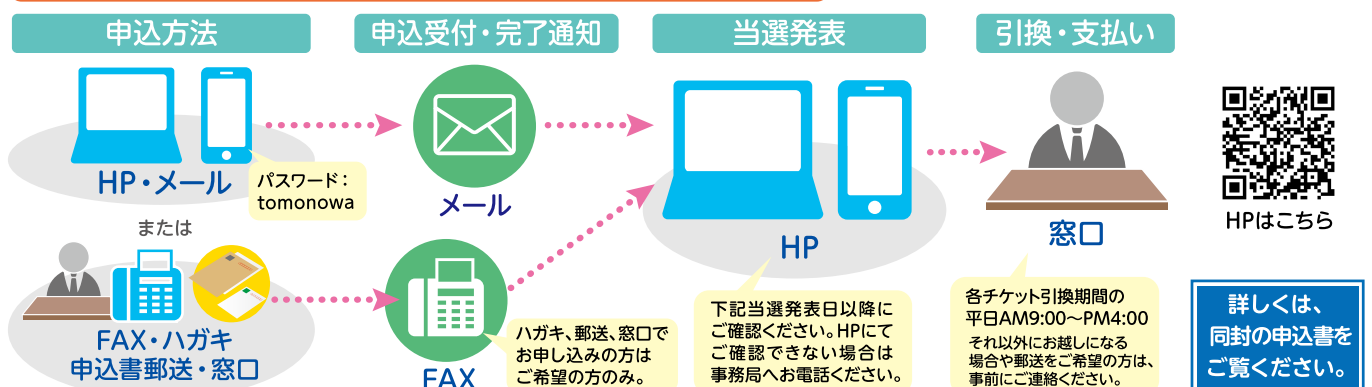 申込方法
申込受付・完了通知
当選発表
引換・支払い
HP・メール
パスワード：
tomonowa
または
FAX・ハガキ
申込書郵送・窓口
メール
FAX
ハガキ、郵送、窓口で
お申し込みの方は
ご希望の方のみ。
HP
下記当選発表日以降に
ご確認ください。HPにて
ご確認できない場合は
事務局へお電話ください。
窓口
各チケット引換期間の
平日AM9:00〜PM4:00
それ以外にお越しになる
場合や郵送をご希望の方は、
事前にご連絡ください。
HPはこちら
詳しくは、
同封の申込書を
ご覧ください。